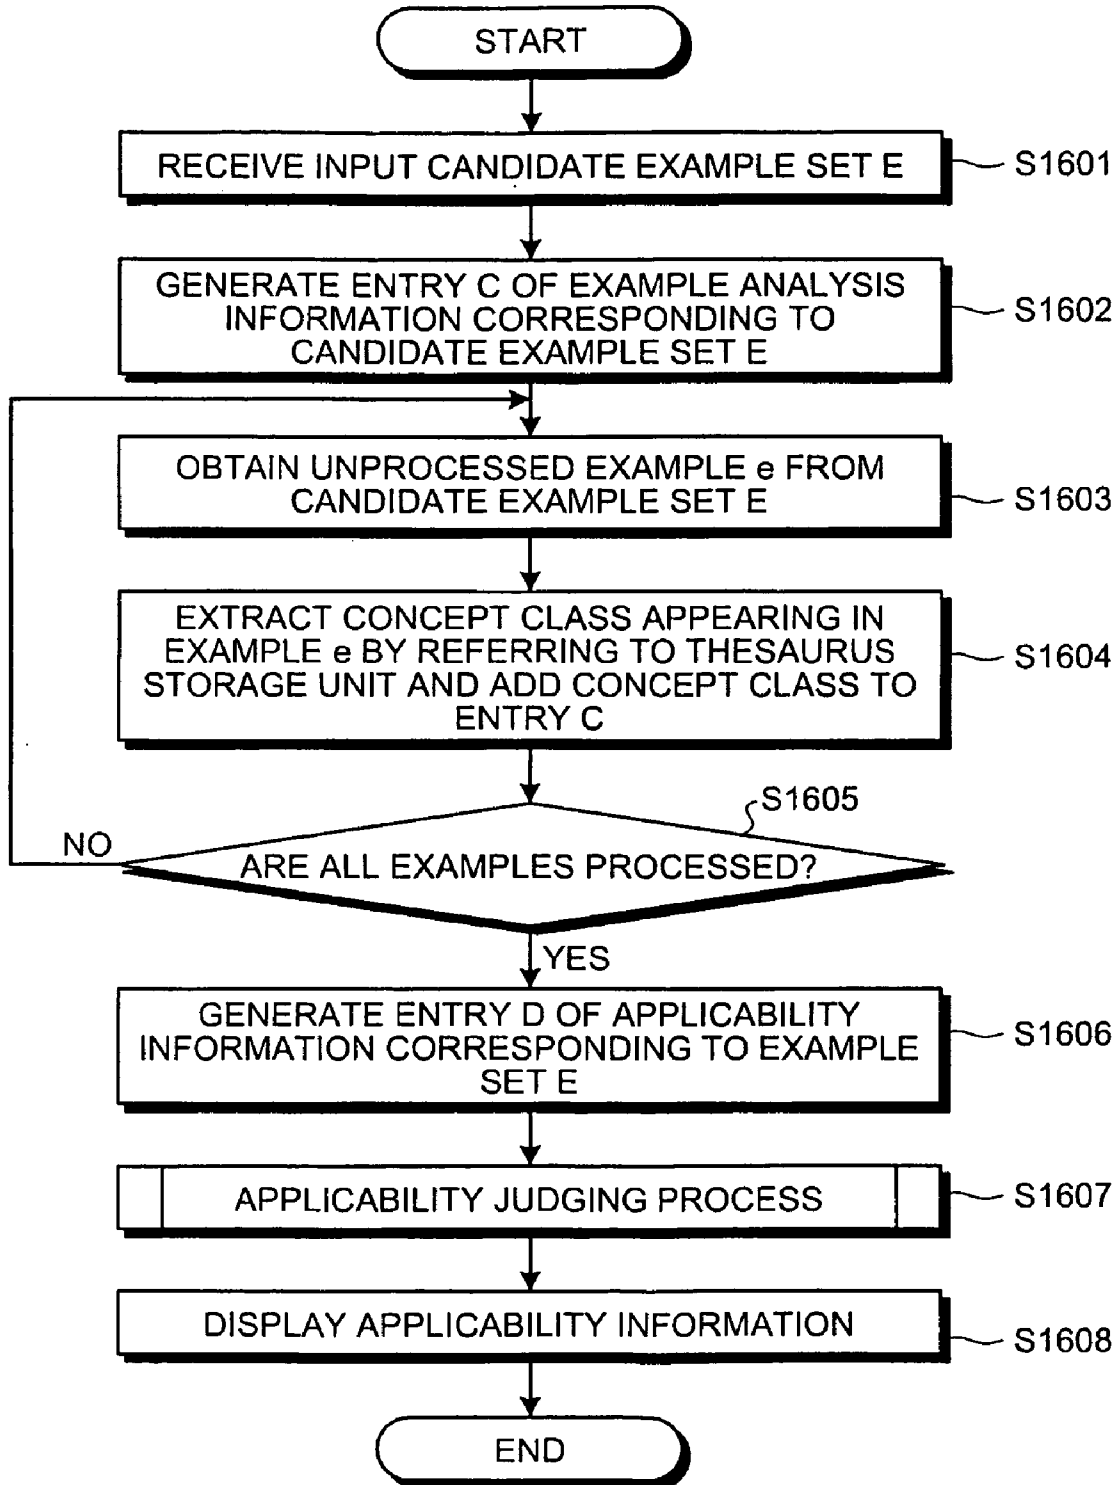 START
RECEIVE INPUT CANDIDATE EXAMPLE SET E
S1601
GENERATE ENTRY C OF EXAMPLE ANALYSIS
INFORMATION CORRESPONDING TO
CANDIDATE EXAMPLE SET E
S1602
OBTAIN UNPROCESSED EXAMPLE e FROM
CANDIDATE EXAMPLE SET E
S1603
EXTRACT CONCEPT CLASS APPEARING IN
EXAMPLE e BY REFERRING TO THESAURUS
STORAGE UNIT AND ADD CONCEPT CLASS TO
ENTRY C
S1604
S1605
NO
ARE ALL EXAMPLES PROCESSED?
YES
GENERATE ENTRY D OF APPLICABILITY
INFORMATION CORRESPONDING TO EXAMPLE
SET E
S1606
APPLICABILITY JUDGING PROCESS
S1607
DISPLAY APPLICABILITY INFORMATION
S1608
END